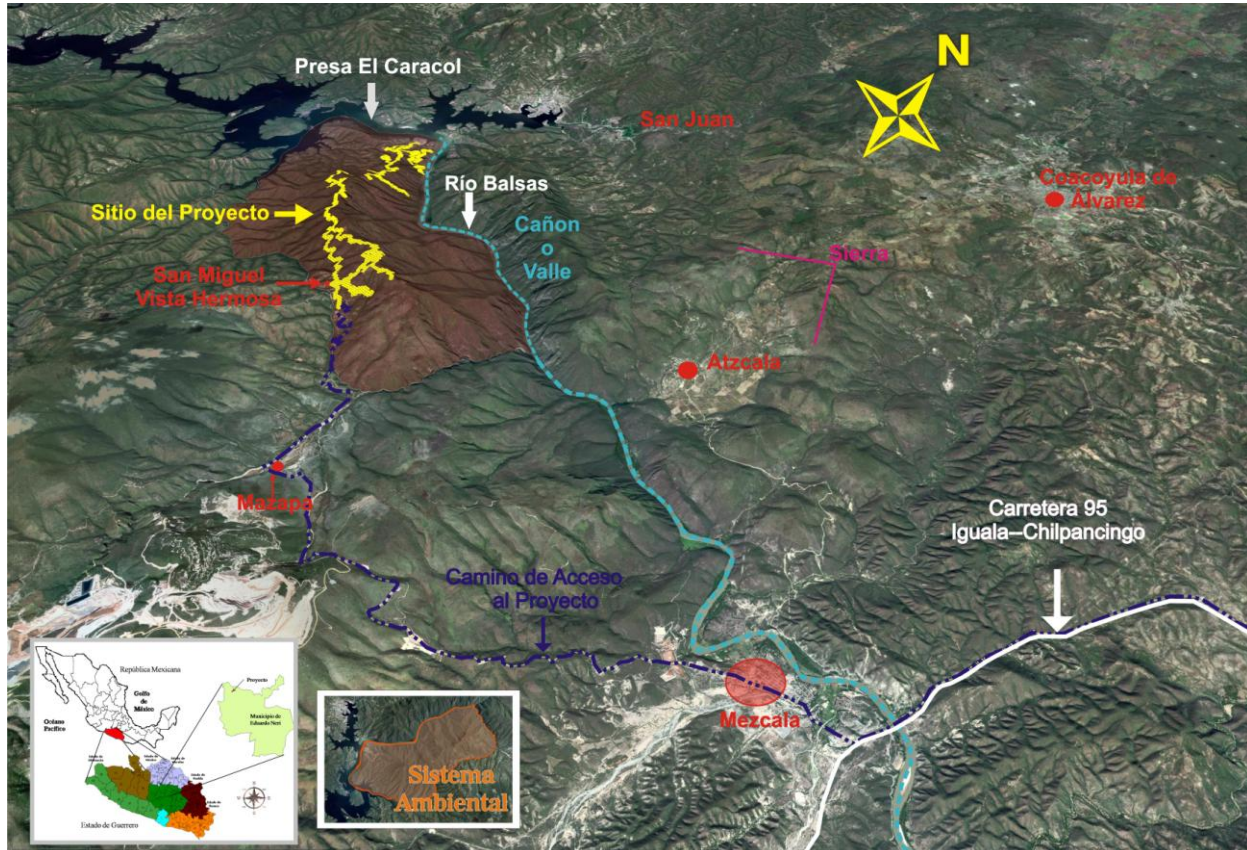 N
Presa El Caracol
San Juan
Coacoyula de
Álvarez
Río Balsas
Sitio del Proyecto
Cañon
o
Valle
Sierra
San Miguel
Vista Hermosa
Atzcala
Mazapa
Carretera 95
Iguala–Chilpancingo
Camino de Acceso
al Proyecto
Mezcala
República Mexicana
Proyecto
Golfo
de
México
Océano
Pacífico
Municipio de
Eduardo Neri
Estado de Guerrero
Sistema
Ambiental